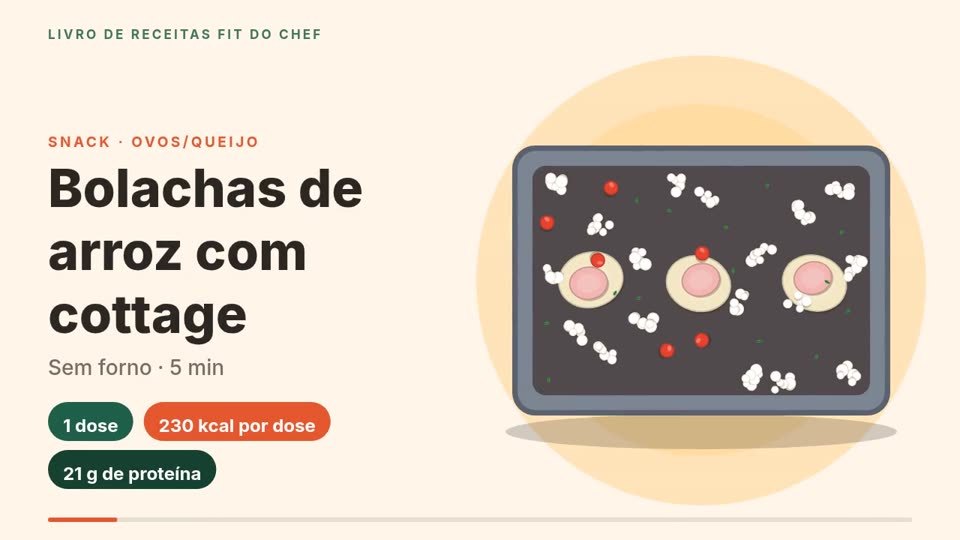 LIVRO DE RECEITAS FIT DO CHEF
SNACK · OVOS/QUEIJO
Bolachas de
arroz com
cottage
Sem forno · 5 min
1 dose
230 kcal por dose
21 g de proteína